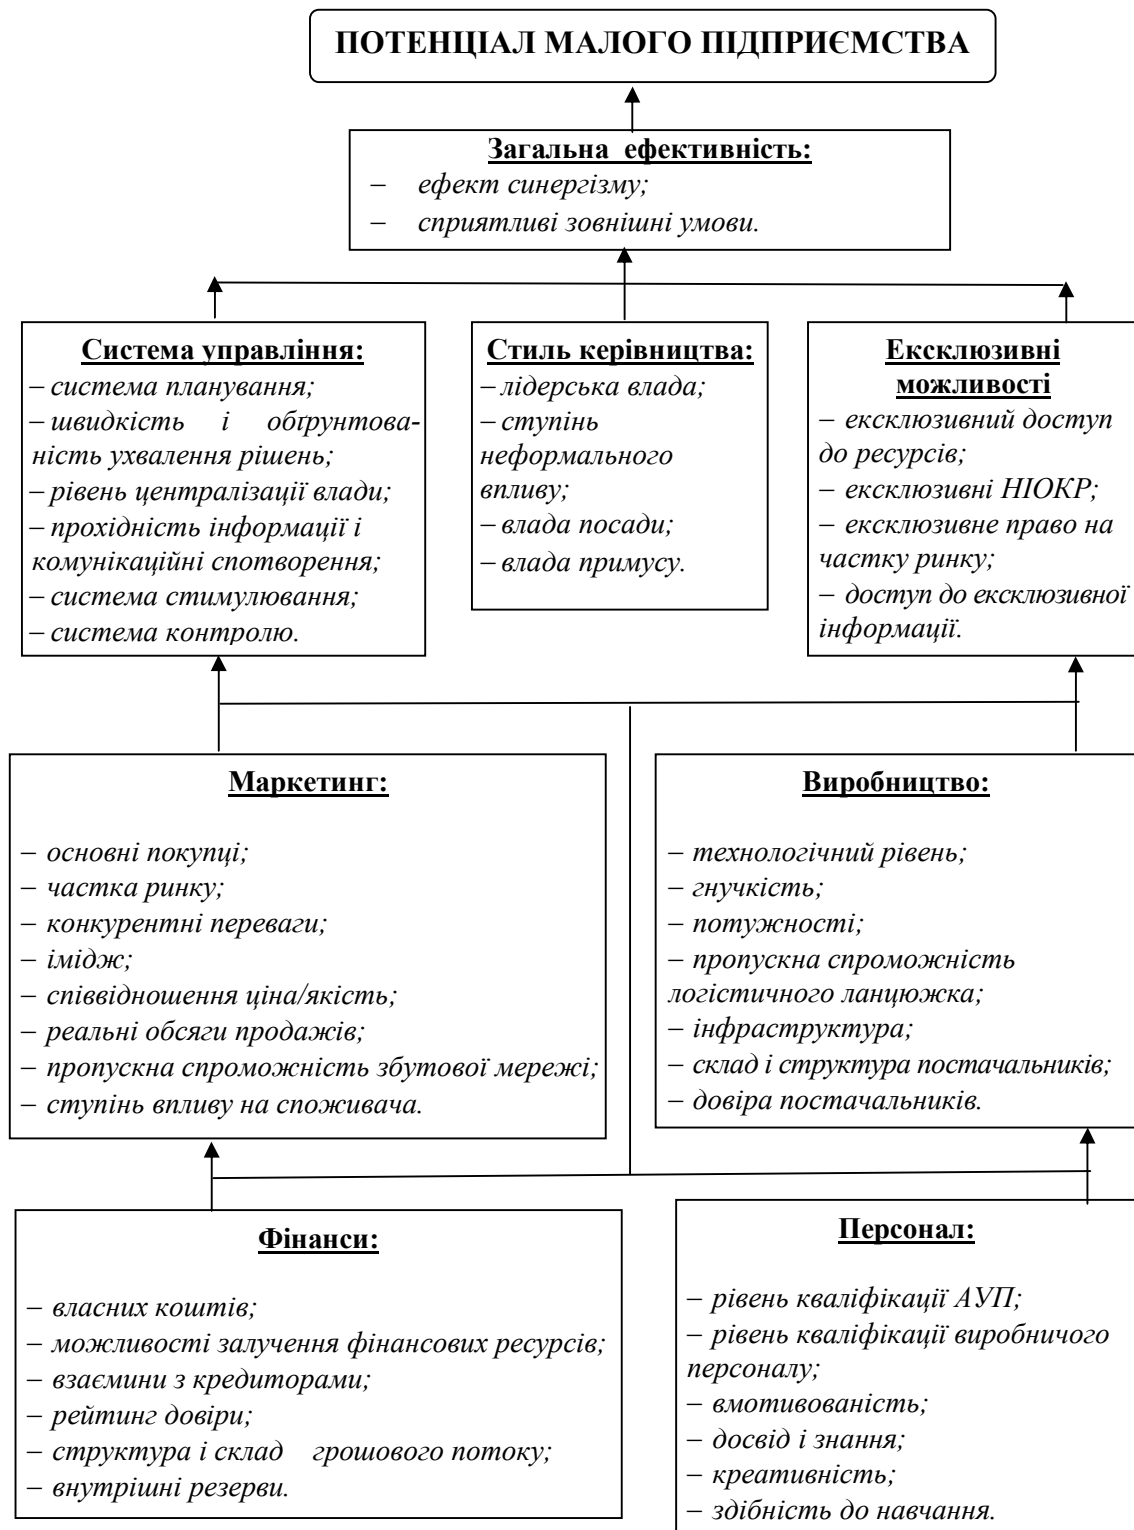 ПОТЕНЦІАЛ МАЛОГО ПІДПРИЄМСТВА
Загальна ефективність:
– ефект синергізму;
– сприятливі зовнішні умови.
Система управління:
– система планування;
– швидкість і обґрунтова-
ність ухвалення рішень;
– рівень централізації влади;
– прохідність інформації і
комунікаційні спотворення;
– система стимулювання;
– система контролю.
Стиль керівництва:
– лідерська влада;
– ступінь
неформального
впливу;
– влада посади;
– влада примусу.
Ексклюзивні
можливості
– ексклюзивний доступ
до ресурсів;
– ексклюзивні НІОКР;
– ексклюзивне право на
частку ринку;
– доступ до ексклюзивної
інформації.
Маркетинг:
– основні покупці;
– частка ринку;
– конкурентні переваги;
– імідж;
– співвідношення ціна/якість;
– реальні обсяги продажів;
– пропускна спроможність збутової мережі;
– ступінь впливу на споживача.
Виробництво:
– технологічний рівень;
– гнучкість;
– потужності;
– пропускна спроможність
логістичного ланцюжка;
– інфраструктура;
– склад і структура постачальників;
– довіра постачальників.
Фінанси:
– власних коштів;
– можливості залучення фінансових ресурсів;
– взаємини з кредиторами;
– рейтинг довіри;
– структура і склад грошового потоку;
– внутрішні резерви.
Персонал:
– рівень кваліфікації АУП;
– рівень кваліфікації виробничого
персоналу;
– вмотивованість;
– досвід і знання;
– креативність;
– здібність до навчання.